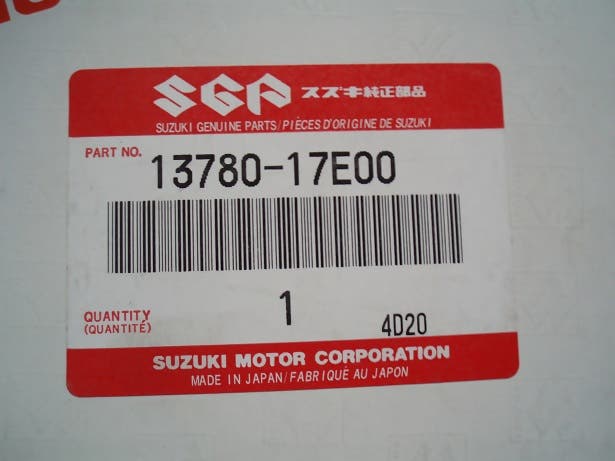 SGP スズキ純正部品
SUZUKI GENUINE PARTS/PIÈCES D'ORIGINE DE SUZUKI
PART NO. 13780-17E00
QUANTITY
(QUANTITÉ)
1
4D20
SUZUKI MOTOR CORPORATION
MADE IN JAPAN/FABRIQUÉ AU JAPON